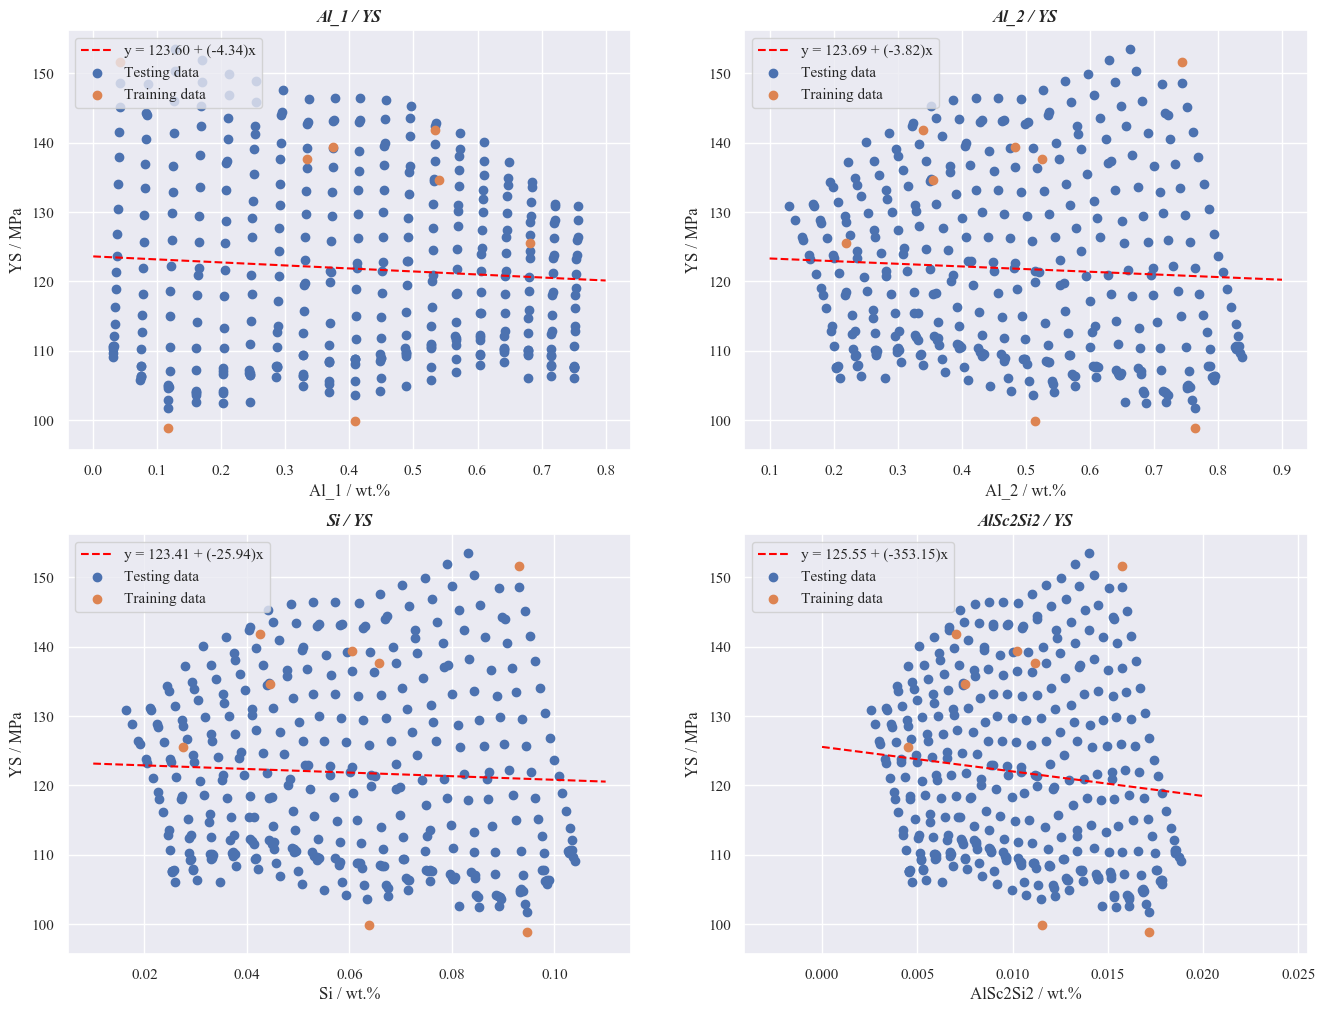 Al_1 / YS
y = 123.60 + (-4.34)x
Testing data
Training data
150
140
130
120
110
100
YS / MPa
0.0 0.1 0.2 0.3 0.4 0.5 0.6 0.7 0.8
Al_1 / wt.%
Al_2 / YS
y = 123.69 + (-3.82)x
Testing data
Training data
150
140
130
120
110
100
YS / MPa
0.1 0.2 0.3 0.4 0.5 0.6 0.7 0.8 0.9
Al_2 / wt.%
Si / YS
y = 123.41 + (-25.94)x
Testing data
Training data
150
140
130
120
110
100
YS / MPa
0.02 0.04 0.06 0.08 0.10
Si / wt.%
AlSc2Si2 / YS
y = 125.55 + (-353.15)x
Testing data
Training data
150
140
130
120
110
100
YS / MPa
0.000 0.005 0.010 0.015 0.020 0.025
AlSc2Si2 / wt.%